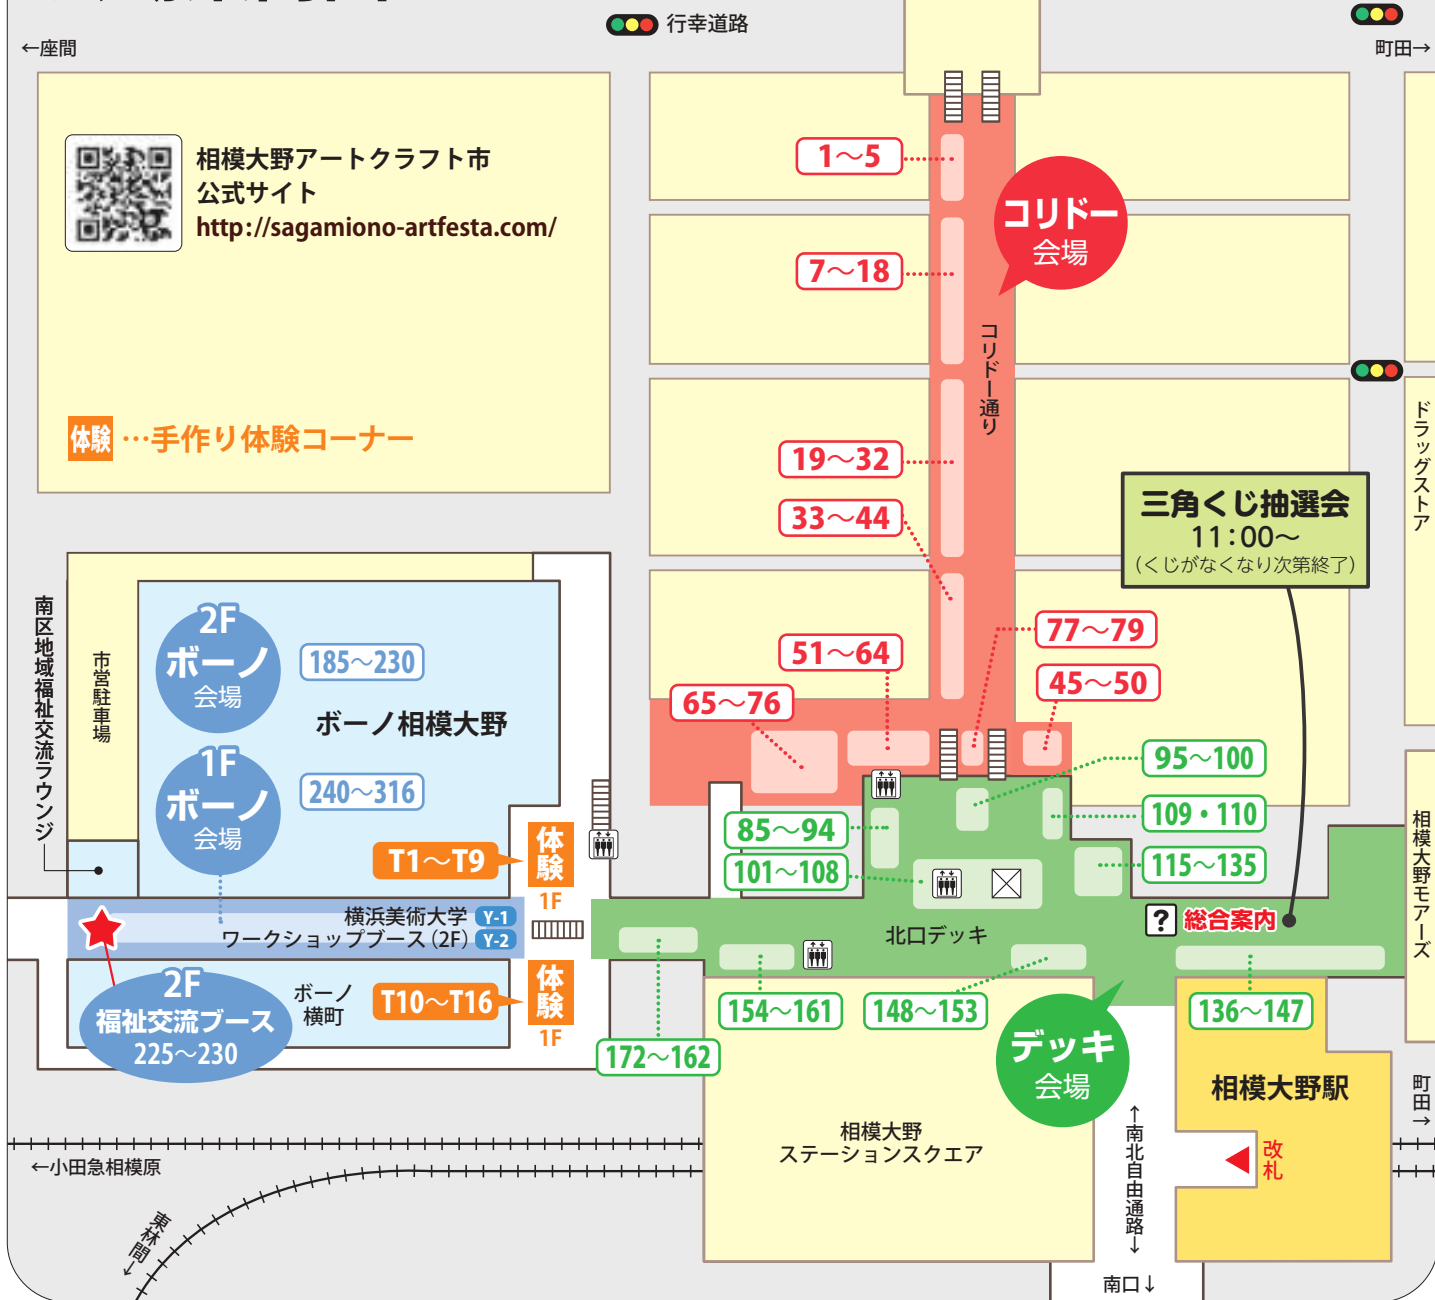 行幸道路
←座間
町田→
相模大野アートクラフト市
公式サイト
http://sagamiono-artfesta.com/
体験…手作り体験コーナー
1〜5
コリドー
会場
7〜18
コリドー通り
19〜32
33〜44
ドラッグストア
三角くじ抽選会
11:00〜
(くじがなくなり次第終了)
77〜79
51〜64
45〜50
65〜76
南区地域福祉交流ラウンジ
市営駐車場
2F
ボーノ
会場
185〜230
ボーノ相模大野
1F
ボーノ
会場
240〜316
95〜100
109・110
85〜94
101〜108
115〜135
相模大野モアーズ
T1〜T9
体験
1F
横浜美術大学 Y-1
ワークショップブース(2F) Y-2
北口デッキ
? 総合案内
2F
福祉交流ブース
225〜230
ボーノ
横町
T10〜T16
体験
1F
172〜162
154〜161
148〜153
136〜147
デッキ
会場
相模大野駅
町田→
改札
相模大野
ステーションスクエア
←南北自由通路→
←小田急相模原
東林間←
南口↓